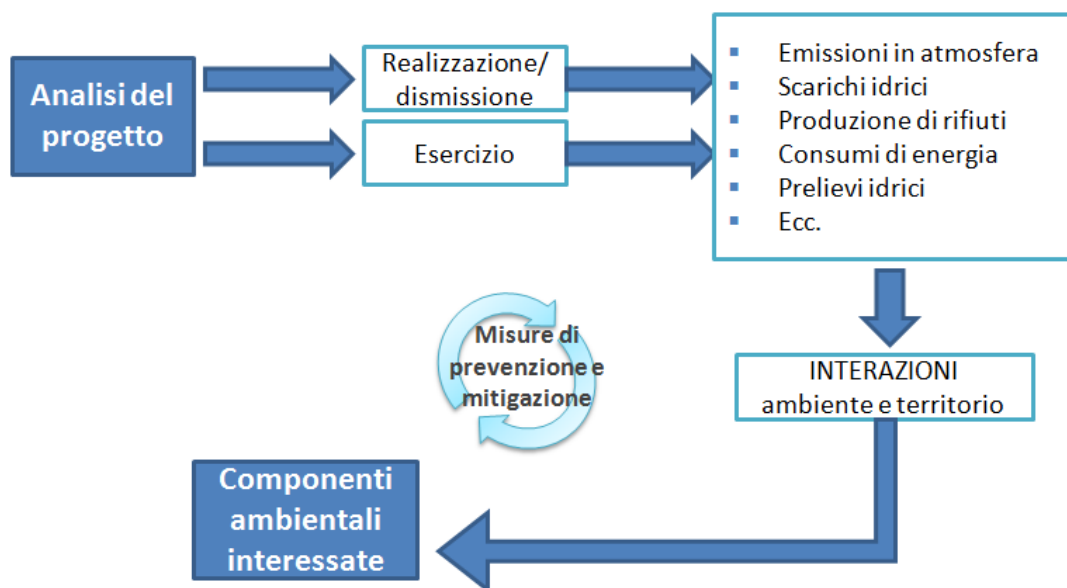 Analisi del
progetto
Realizzazione/
dismissione
Esercizio
Emissioni in atmosfera
Scarichi idrici
Produzione di rifiuti
Consumi di energia
Prelievi idrici
Ecc.
INTERAZIONI
ambiente e territorio
Misure di
prevenzione e
mitigazione
Componenti
ambientali
interessate